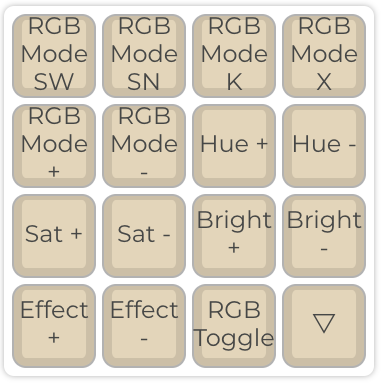 RGB Mode SW
RGB Mode SN
RGB Mode K
RGB Mode X
RGB Mode +
RGB Mode -
Hue +
Hue -
Sat +
Sat -
Bright +
Bright -
Effect +
Effect -
RGB Toggle
▽